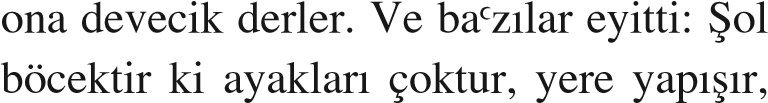 ona devecik derler. Ve baᶜzılar eyitti: Şol
böcektir ki ayakları çoktur, yere yapışır,